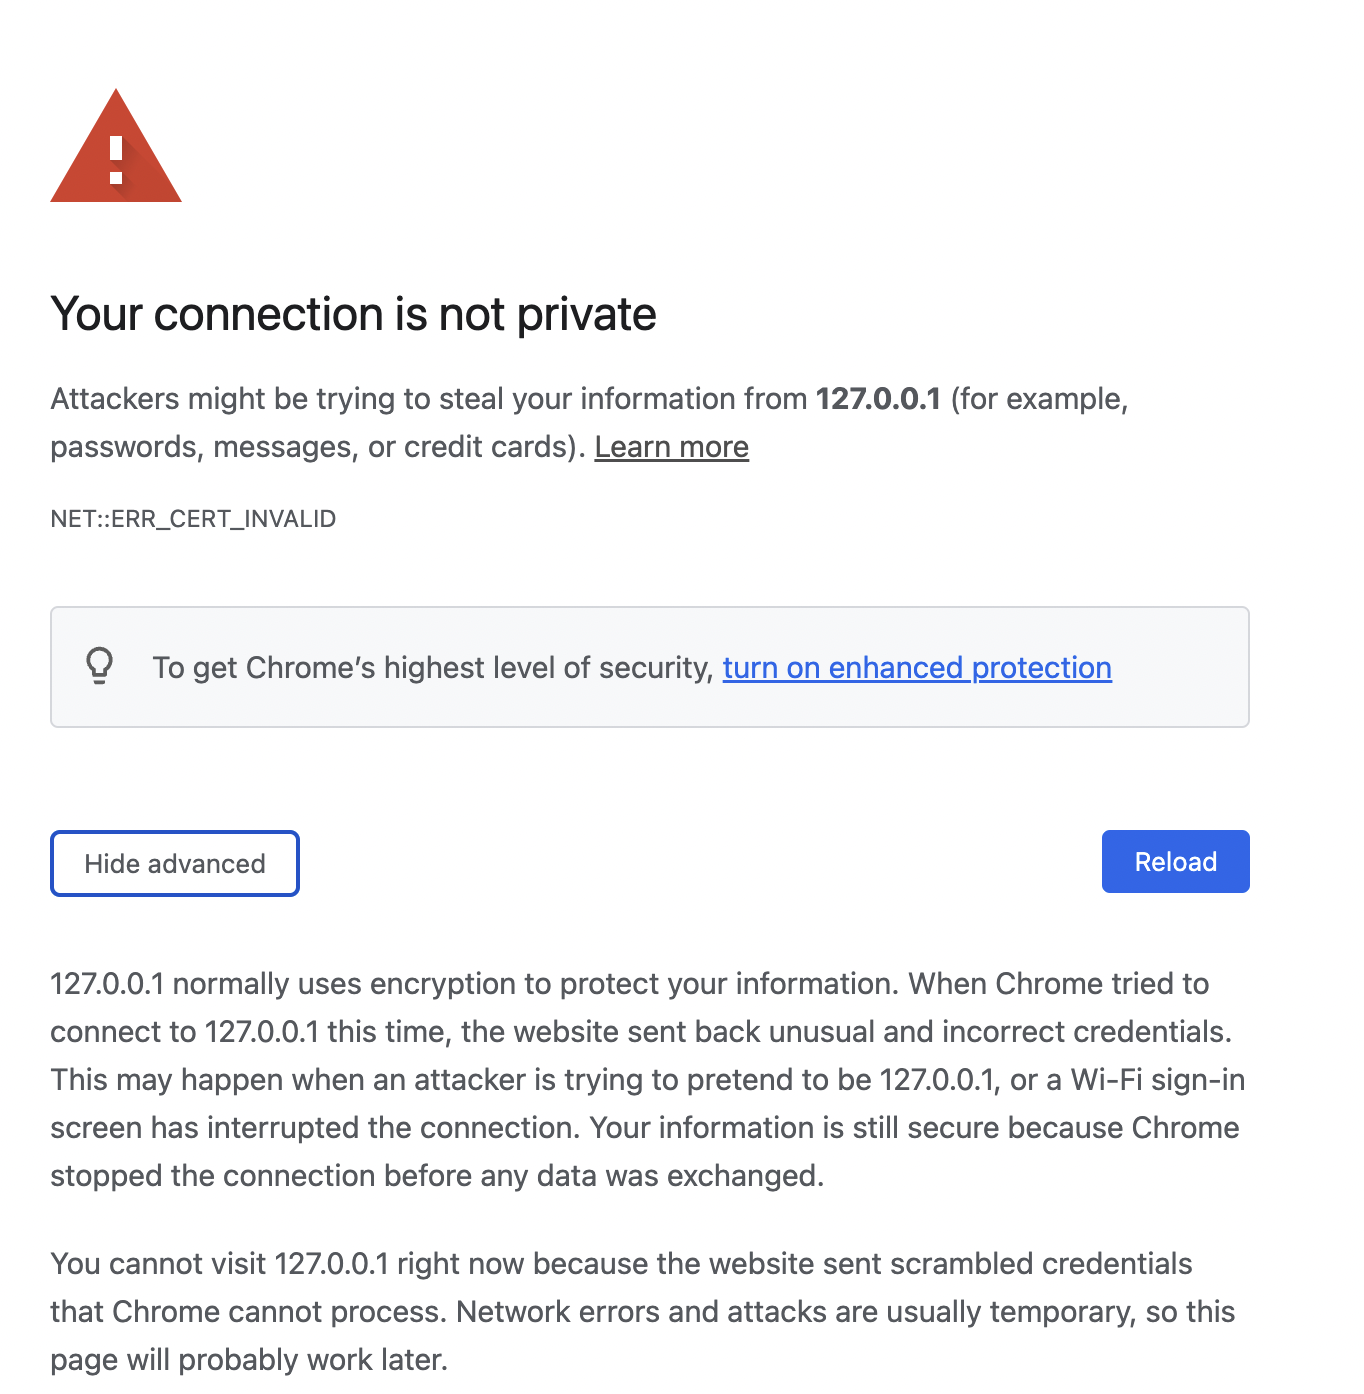 Your connection is not private
Attackers might be trying to steal your information from 127.0.0.1 (for example,
passwords, messages, or credit cards). Learn more
NET::ERR_CERT_INVALID
To get Chrome’s highest level of security, turn on enhanced protection
Hide advanced
Reload
127.0.0.1 normally uses encryption to protect your information. When Chrome tried to
connect to 127.0.0.1 this time, the website sent back unusual and incorrect credentials.
This may happen when an attacker is trying to pretend to be 127.0.0.1, or a Wi-Fi sign-in
screen has interrupted the connection. Your information is still secure because Chrome
stopped the connection before any data was exchanged.
You cannot visit 127.0.0.1 right now because the website sent scrambled credentials
that Chrome cannot process. Network errors and attacks are usually temporary, so this
page will probably work later.